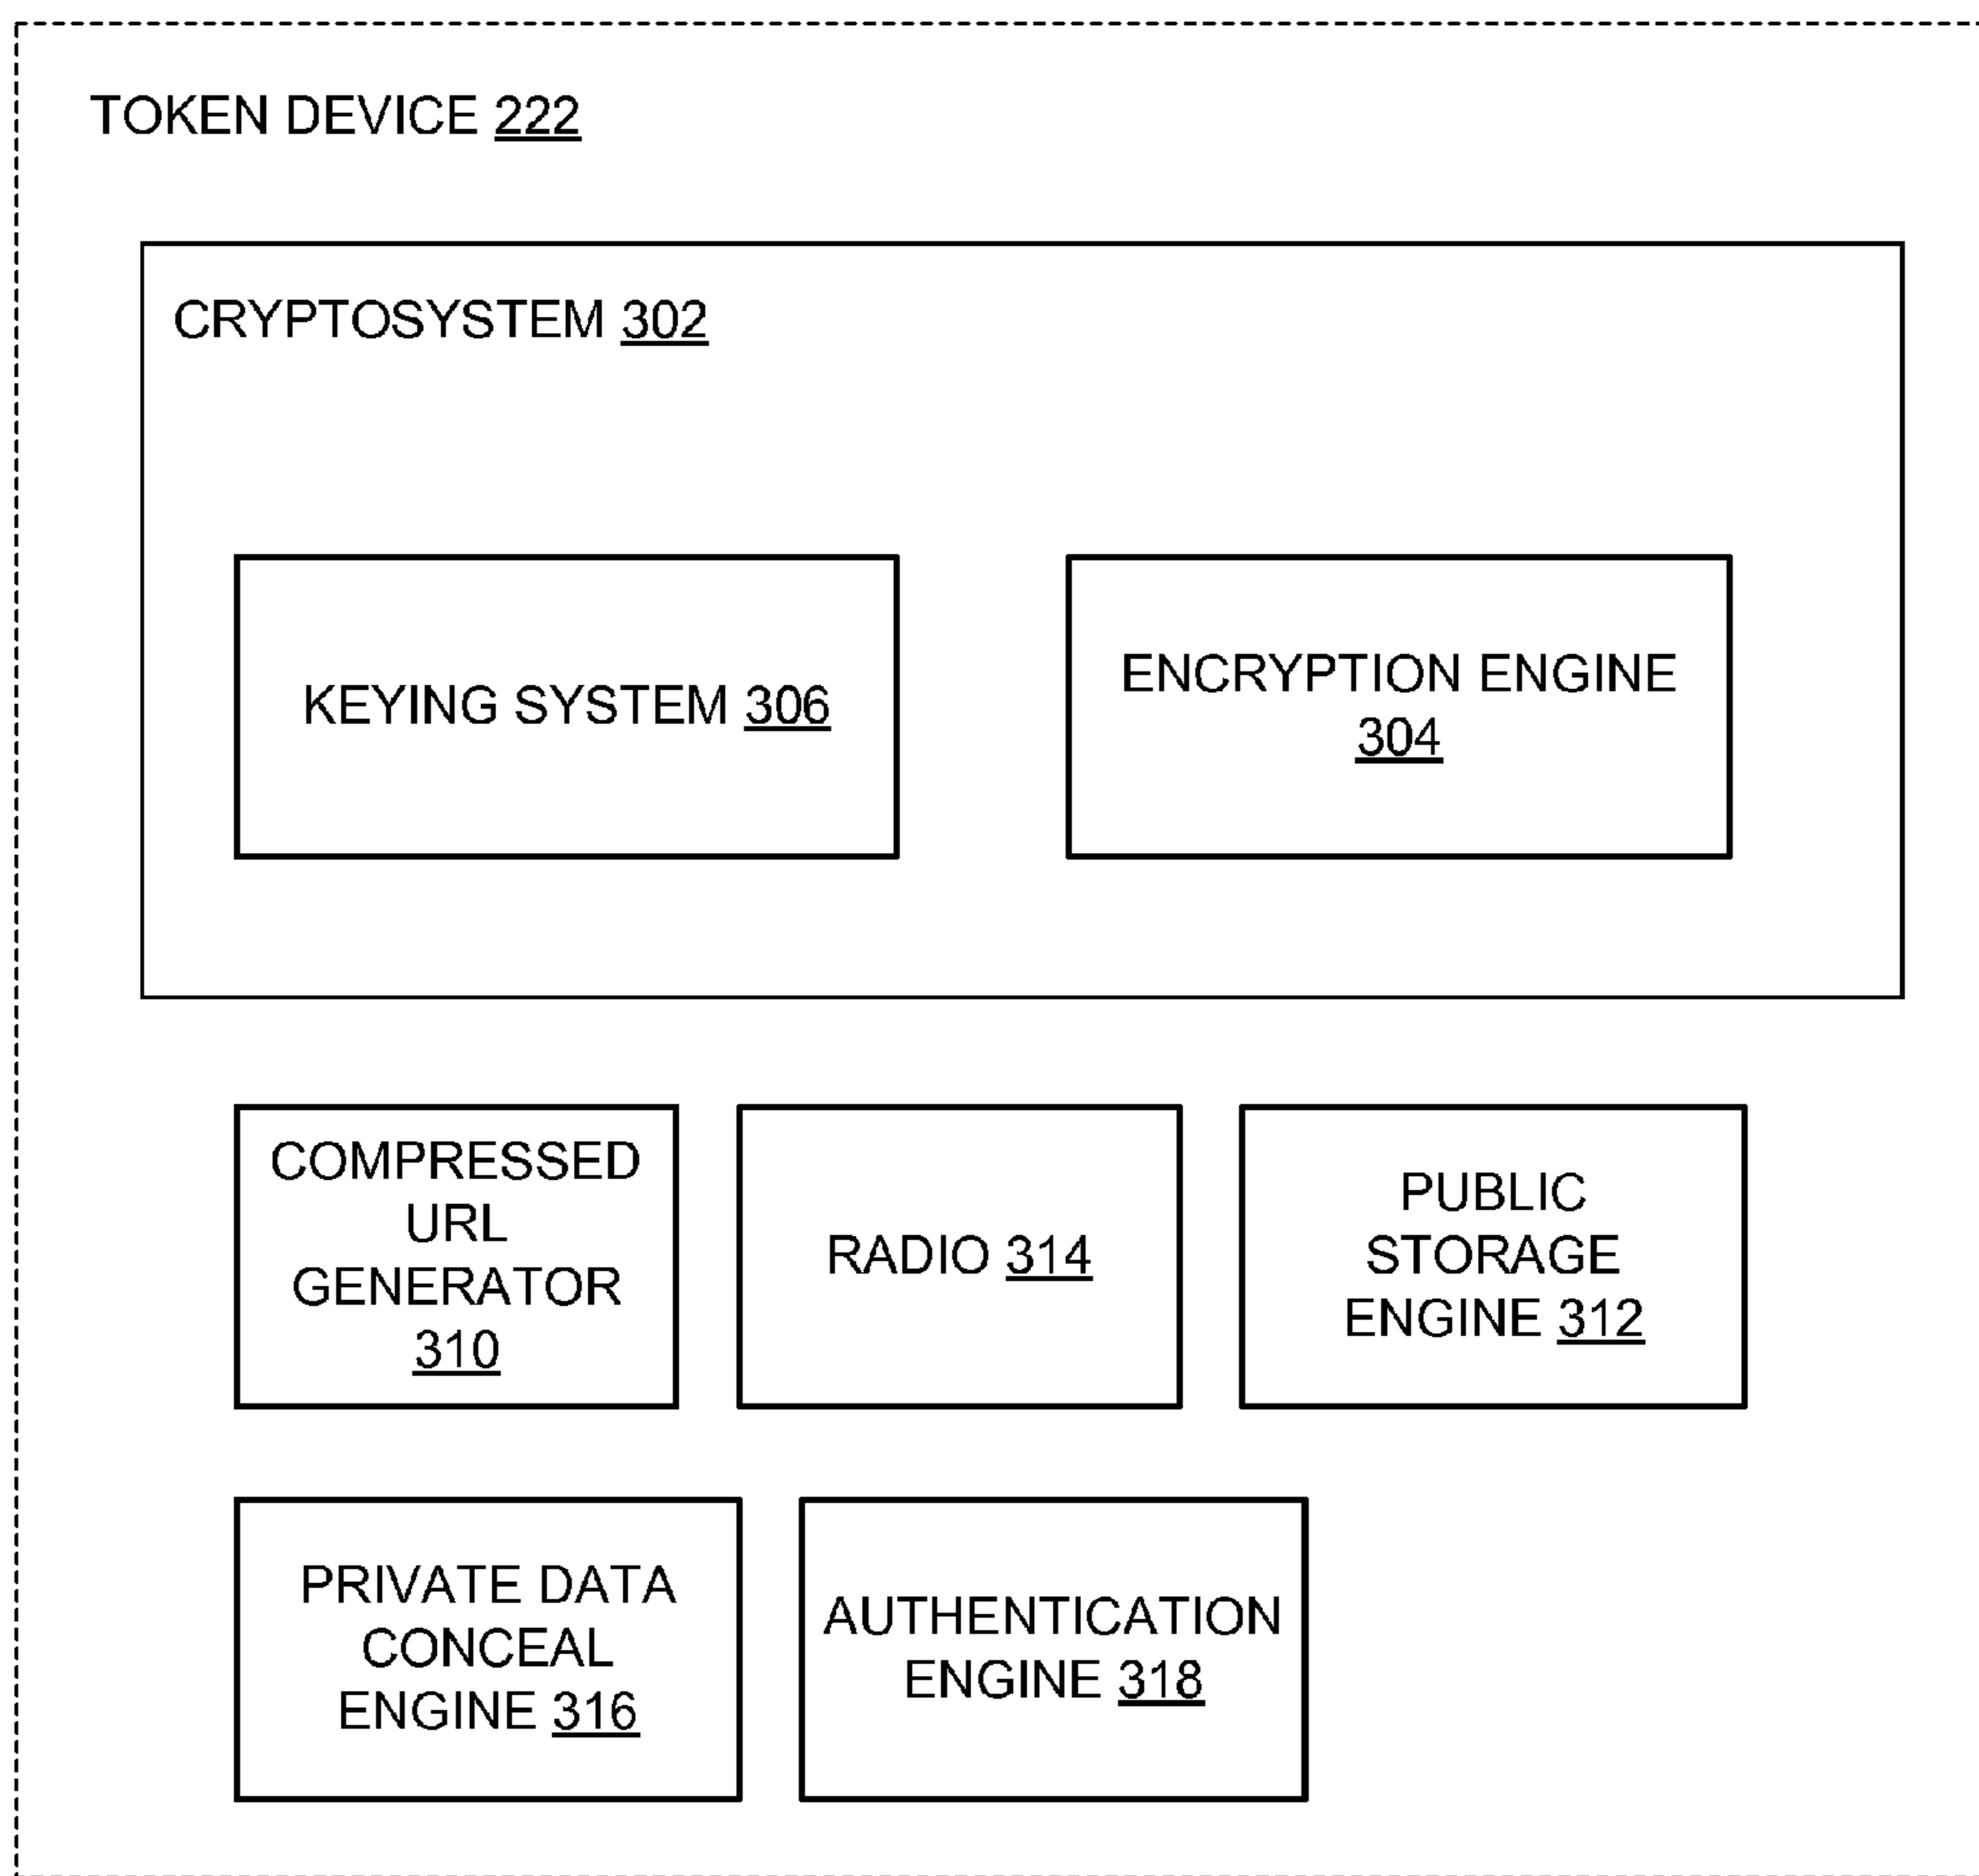 TOKEN DEVICE 222
CRYPTOSYSTEM 302
KEYING SYSTEM 306
ENCRYPTION ENGINE
304
COMPRESSED
URL
GENERATOR
310
RADIO 314
PUBLIC
STORAGE
ENGINE 312
PRIVATE DATA
CONCEAL
ENGINE 316
AUTHENTICATION
ENGINE 318